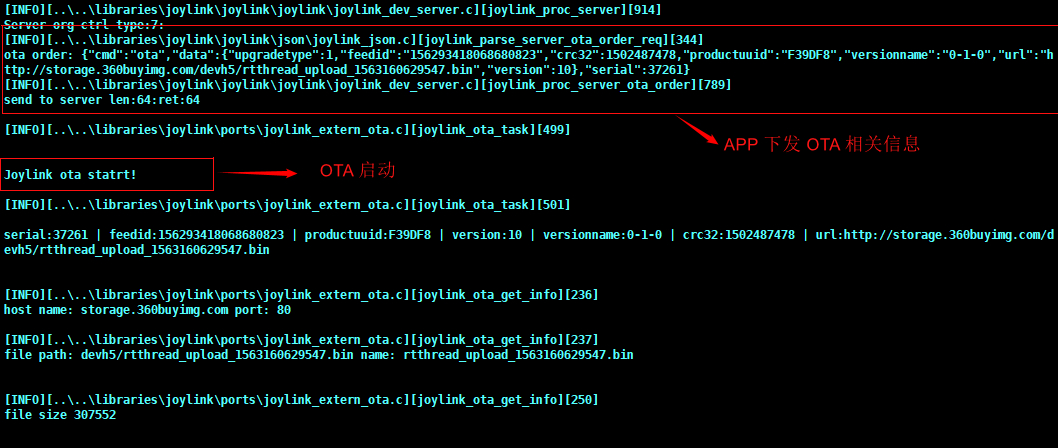 [INFO][..\..\libraries\joylink\joylink\joylink\joylink_dev_server.c][joylink_proc_server][914]
Server org ctrl type:7:
[INFO][..\..\libraries\joylink\joylink\json\joylink_json.c][joylink_parse_server_ota_order_req][344]
ota order: {"cmd":"ota","data":{"upgradetype":1,"feedid":"156293418068680823","crc32":1502487478,"productuuid":"F39DF8","versionname":"0-1-0","url":"h
ttp://storage.360buyimg.com/devh5/rtthread_upload_1563160629547.bin","version":10},"serial":37261}
[INFO][..\..\libraries\joylink\joylink\joylink\joylink_dev_server.c][joylink_proc_server_ota_order][789]
send to server len:64:ret:64
[INFO][..\..\libraries\joylink\ports\joylink_extern_ota.c][joylink_ota_task][499]
APP 下发 OTA 相关信息
Joylink ota statrt!
OTA 启动
[INFO][..\..\libraries\joylink\ports\joylink_extern_ota.c][joylink_ota_task][501]
serial:37261 | feedid:156293418068680823 | productuuid:F39DF8 | version:10 | versionname:0-1-0 | crc32:1502487478 | url:http://storage.360buyimg.com/d
evh5/rtthread_upload_1563160629547.bin
[INFO][..\..\libraries\joylink\ports\joylink_extern_ota.c][joylink_ota_get_info][236]
host name: storage.360buyimg.com port: 80
[INFO][..\..\libraries\joylink\ports\joylink_extern_ota.c][joylink_ota_get_info][237]
file path: devh5/rtthread_upload_1563160629547.bin name: rtthread_upload_1563160629547.bin
[INFO][..\..\libraries\joylink\ports\joylink_extern_ota.c][joylink_ota_get_info][250]
file size 307552